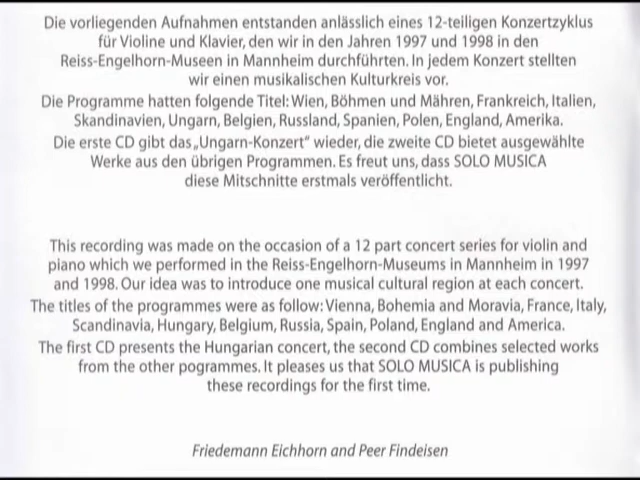 Die vorliegenden Aufnahmen entstanden anlässlich eines 12-teiligen Konzertzyklus
für Violine und Klavier, den wir in den Jahren 1997 und 1998 in den
Reiss-Engelhorn-Museen in Mannheim durchführten. In jedem Konzert stellten
wir einen musikalischen Kulturkreis vor.
Die Programme hatten folgende Titel: Wien, Böhmen und Mähren, Frankreich, Italien,
Skandinavien, Ungarn, Belgien, Russland, Spanien, Polen, England, Amerika.
Die erste CD gibt das „Ungarn-Konzert" wieder, die zweite CD bietet ausgewählte
Werke aus den übrigen Programmen. Es freut uns, dass SOLO MUSICA
diese Mitschnitte erstmals veröffentlicht.
This recording was made on the occasion of a 12 part concert series for violin and
piano which we performed in the Reiss-Engelhorn-Museums in Mannheim in 1997
and 1998. Our idea was to introduce one musical cultural region at each concert.
The titles of the programmes were as follow: Vienna, Bohemia and Moravia, France, Italy,
Scandinavia, Hungary, Belgium, Russia, Spain, Poland, England and America.
The first CD presents the Hungarian concert, the second CD combines selected works
from the other pogrammes. It pleases us that SOLO MUSICA is publishing
these recordings for the first time.
Friedemann Eichhorn and Peer Findeisen